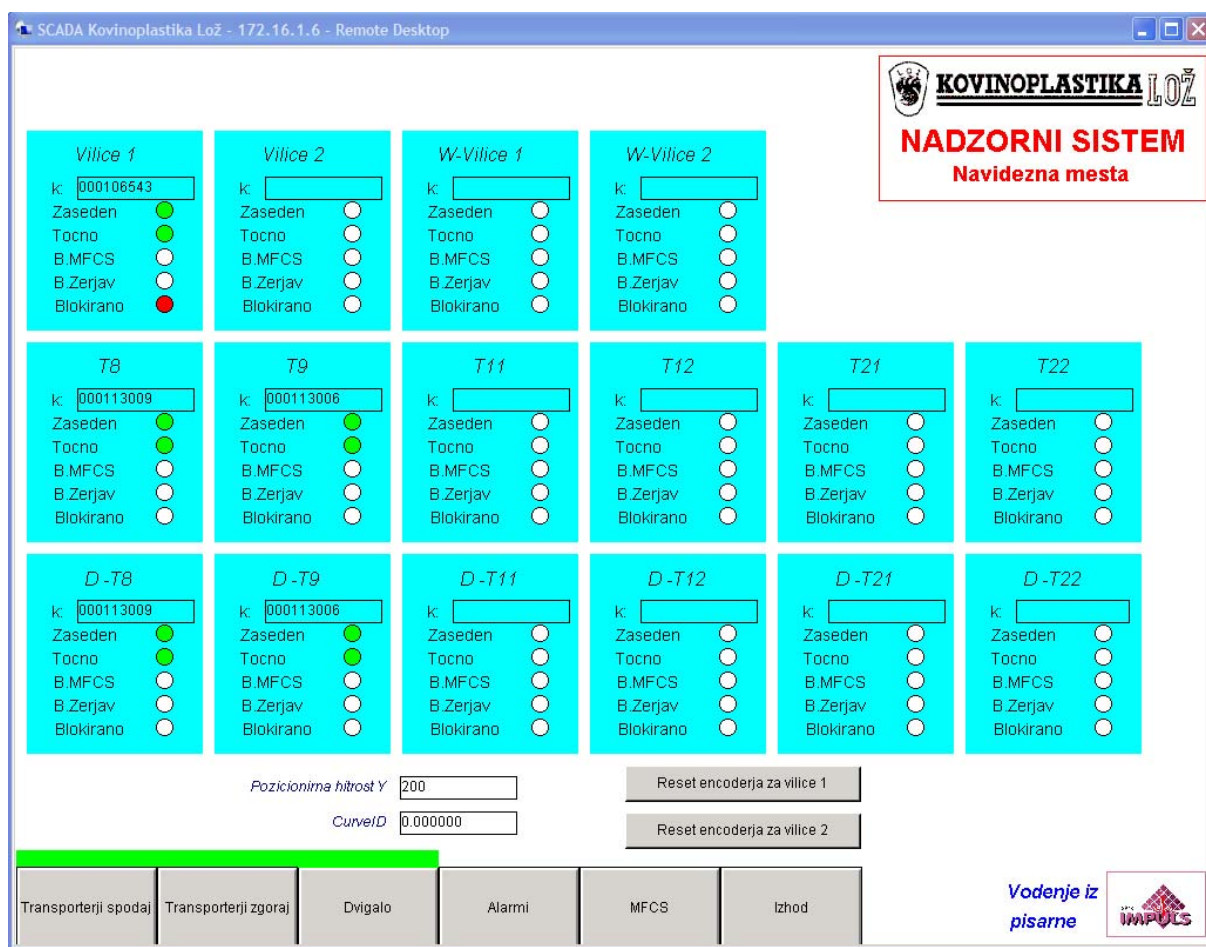 SCADA Kovinoplastika Lož - 172.16.1.6 - Remote Desktop
KOVINOPLASTIKA LOŽ
NADZORNI SISTEM
Navidezna mesta
Vilice 1
k: 000106543
Zaseden
Tocno
B.MFCS
B.Zerjav
Blokirano
Vilice 2
k:
Zaseden
Tocno
B.MFCS
B.Zerjav
Blokirano
W-Vilice 1
k:
Zaseden
Tocno
B.MFCS
B.Zerjav
Blokirano
W-Vilice 2
k:
Zaseden
Tocno
B.MFCS
B.Zerjav
Blokirano
T8
k: 000113009
Zaseden
Tocno
B.MFCS
B.Zerjav
Blokirano
T9
k: 000113006
Zaseden
Tocno
B.MFCS
B.Zerjav
Blokirano
T11
k:
Zaseden
Tocno
B.MFCS
B.Zerjav
Blokirano
T12
k:
Zaseden
Tocno
B.MFCS
B.Zerjav
Blokirano
T21
k:
Zaseden
Tocno
B.MFCS
B.Zerjav
Blokirano
T22
k:
Zaseden
Tocno
B.MFCS
B.Zerjav
Blokirano
D-T8
k: 000113009
Zaseden
Tocno
B.MFCS
B.Zerjav
Blokirano
D-T9
k: 000113006
Zaseden
Tocno
B.MFCS
B.Zerjav
Blokirano
D-T11
k:
Zaseden
Tocno
B.MFCS
B.Zerjav
Blokirano
D-T12
k:
Zaseden
Tocno
B.MFCS
B.Zerjav
Blokirano
D-T21
k:
Zaseden
Tocno
B.MFCS
B.Zerjav
Blokirano
D-T22
k:
Zaseden
Tocno
B.MFCS
B.Zerjav
Blokirano
Pozicionirna hitrost Y 200
CurveID 0.000000
Reset encoderja za vilice 1
Reset encoderja za vilice 2
Transporterji spodaj
Transporterji zgoraj
Dvigalo
Alarmi
MFCS
Izhod
Vodenje iz
pisarne
IMPULS